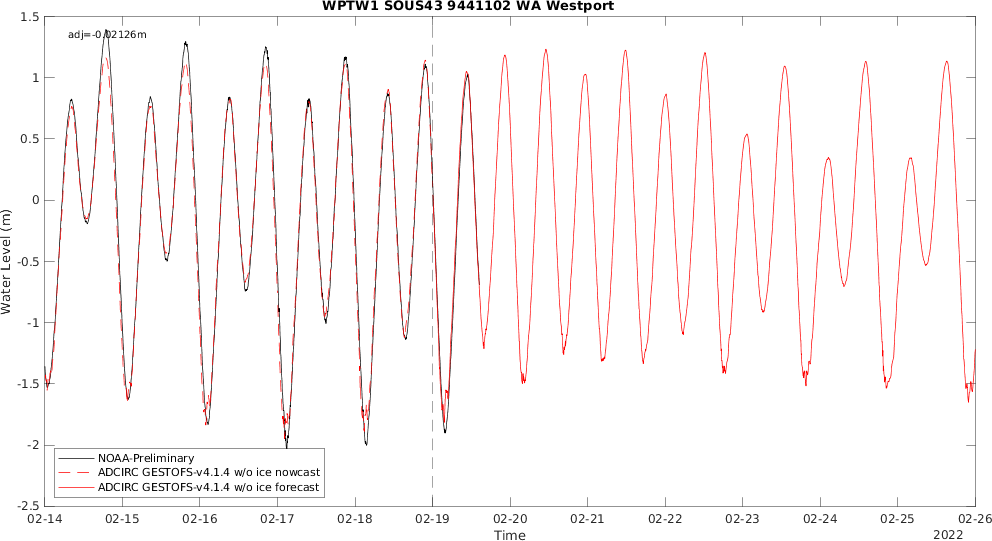 WPTW1 SOUS43 9441102 WA Westport
adj=-0.02126m
1.5
1
0.5
0
-0.5
-1
-1.5
-2
-2.5
Water Level (m)
NOAA-Preliminary
ADCIRC GESTOFS-v4.1.4 w/o ice nowcast
ADCIRC GESTOFS-v4.1.4 w/o ice forecast
02-14 02-15 02-16 02-17 02-18 02-19 02-20 02-21 02-22 02-23 02-24 02-25 02-26
Time
2022